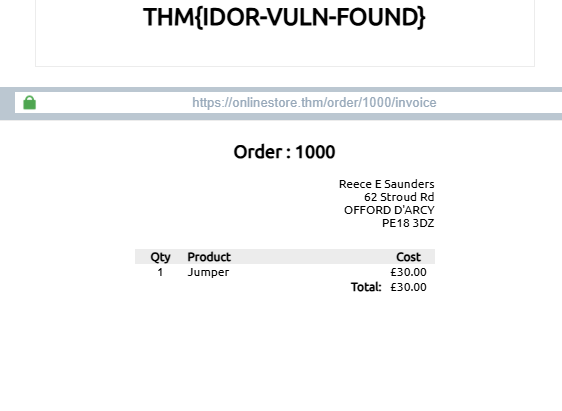 THM{IDOR-VULN-FOUND}
https://onlinestore.thm/order/1000/invoice
Order : 1000
Reece E Saunders
62 Stroud Rd
OFFORD D'ARCY
PE18 3DZ
Qty Product Cost
1 Jumper £30.00
Total: £30.00